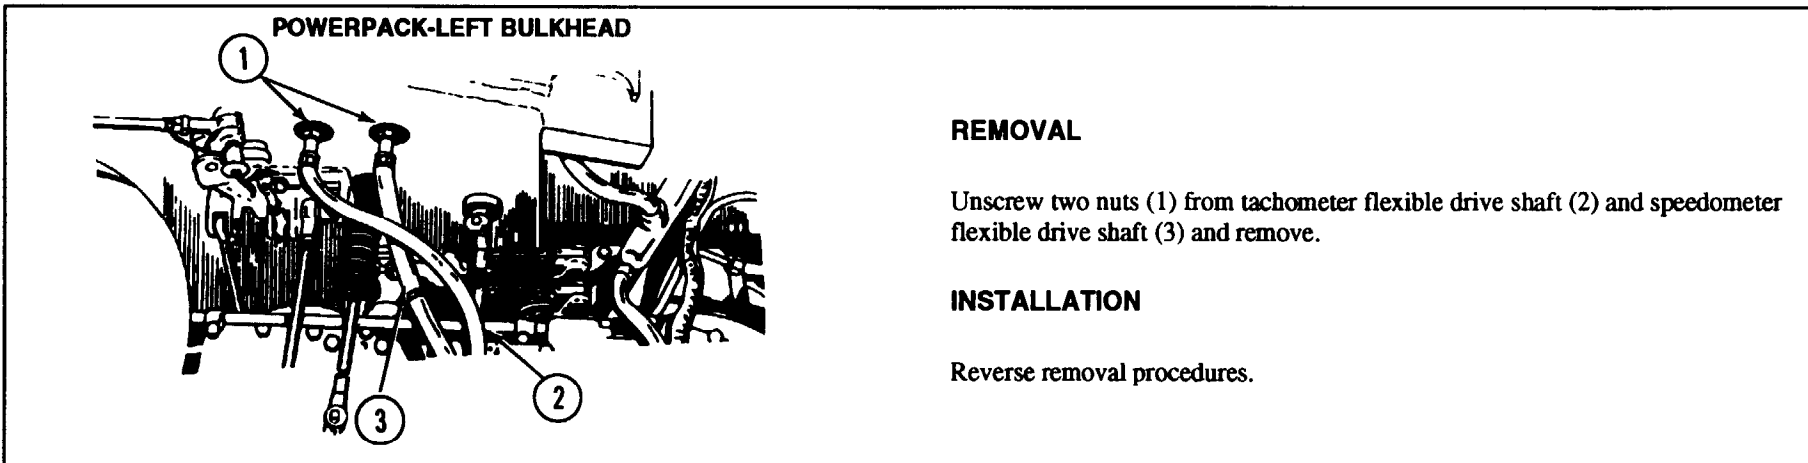 POWERPACK-LEFT BULKHEAD
1
2
3
REMOVAL
Unscrew two nuts (1) from tachometer flexible drive shaft (2) and speedometer
flexible drive shaft (3) and remove.
INSTALLATION
Reverse removal procedures.